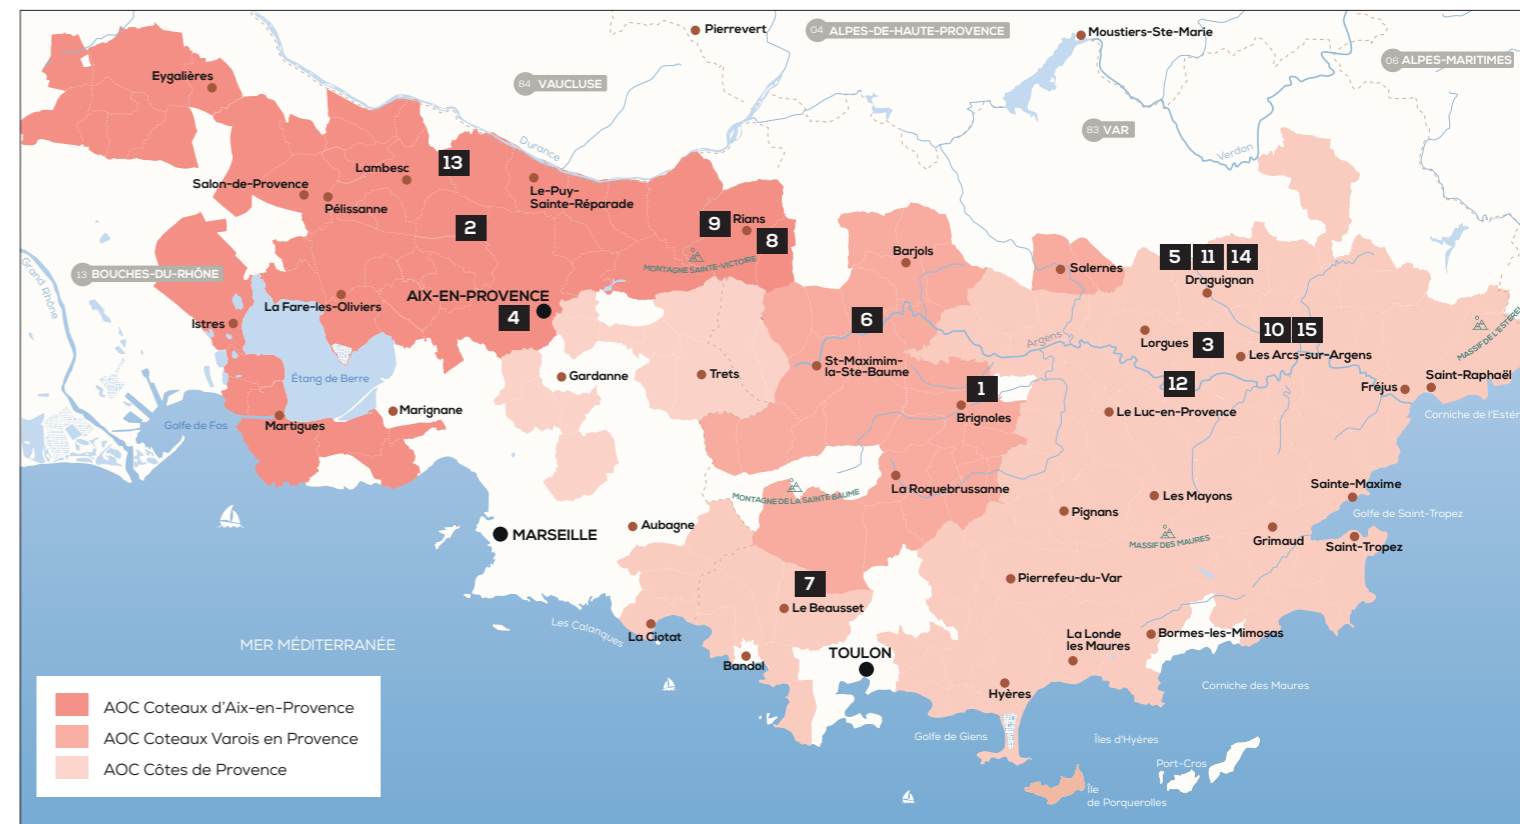 Pierrevert
04 ALPES-DE-HAUTE-PROVENCE
Moustiers-Ste-Marie
06 ALPES-MARITIMES
Eygalières
84 VAUCLUSE
83 VAR
Durance
Verdon
Lambesc
13
Salon-de-Provence
Pélissanne
Le-Puy-
Sainte-Réparade
2
9
Rians
8
MONTAGNE SAINTE-VICTOIRE
Barjols
Salernes
5 11 14
Draguignan
Grand Rhône
13 BOUCHES-DU-RHÔNE
La Fare-les-Oliviers
AIX-EN-PROVENCE
4
Istres
6
Argens
Lorgues
3
10 15
Les Arcs-sur-Argens
MASSIF DE L'ESTEREL
Étang de Berre
Gardanne
Trets
St-Maximim-
la-Ste-Baume
1
Brignoles
12
Le Luc-en-Provence
Fréjus
Saint-Raphaël
Corniche de l'Estér
Golfe de Fos
Martigues
Marignane
MONTAGNE DE LA SAINTE BAUME
La Roquebrussanne
Les Mayons
Pignans
Sainte-Maxime
Golfe de Saint-Tropez
MARSEILLE
Aubagne
MASSIF DES MAURES
Grimaud
Saint-Tropez
7
Le Beausset
Pierrefeu-du-Var
Les Calanques
La Ciotat
MER MÉDITERRANÉE
Bandol
TOULON
La Londe
les Maures
Bormes-les-Mimosas
Hyères
Corniche des Maures
Golfe de Giens
Îles d'Hyères
Port-Cros
Île
de Porquerolles
AOC Coteaux d'Aix-en-Provence
AOC Coteaux Varois en Provence
AOC Côtes de Provence